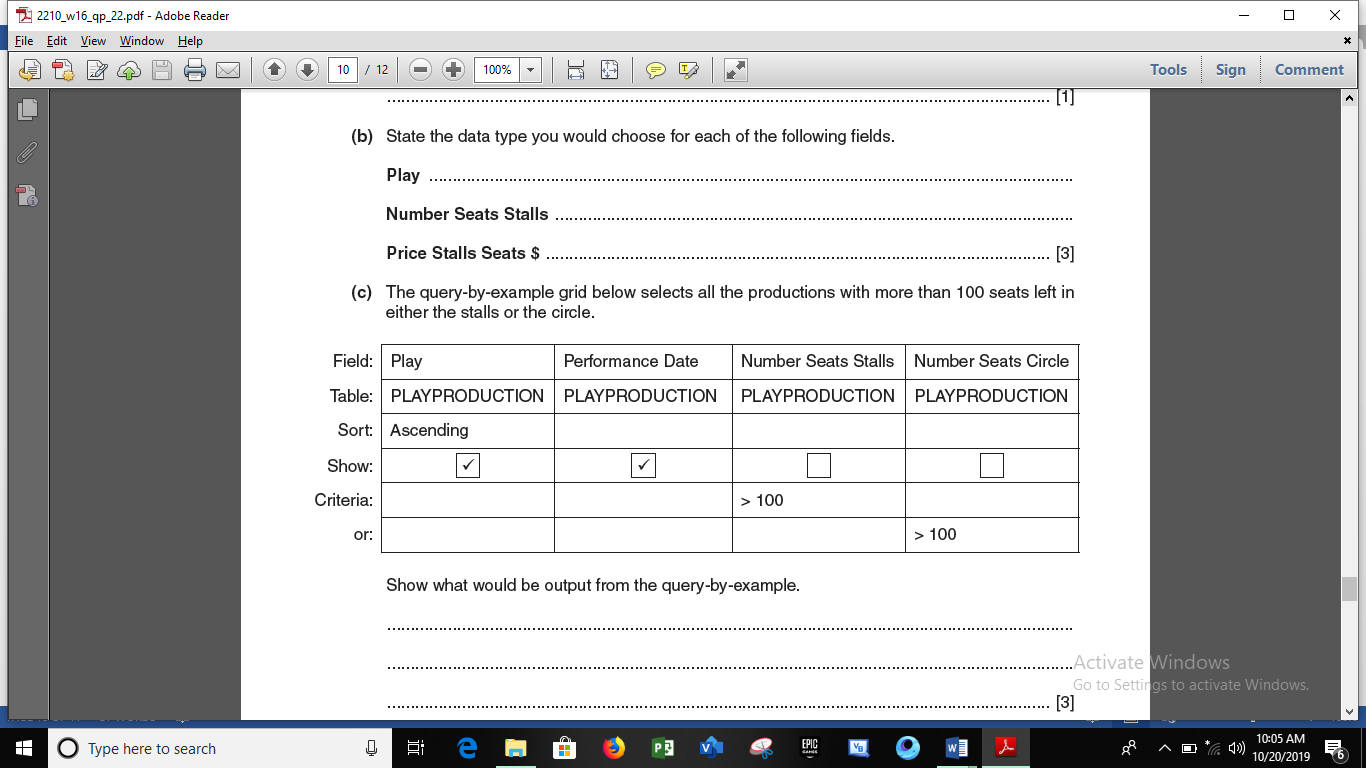 2210_w16_qp_22.pdf - Adobe Reader
File Edit View Window Help
10 / 12 100% Tools Sign Comment
[1]
(b) State the data type you would choose for each of the following fields.
Play
Number Seats Stalls
Price Stalls Seats $ [3]
(c) The query-by-example grid below selects all the productions with more than 100 seats left in
either the stalls or the circle.
Field: Play Performance Date Number Seats Stalls Number Seats Circle
Table: PLAYPRODUCTION PLAYPRODUCTION PLAYPRODUCTION PLAYPRODUCTION
Sort: Ascending
Show: ✓ ✓
Criteria: > 100
or: > 100
Show what would be output from the query-by-example.
[3]
Activate Windows
Go to Settings to activate Windows.
Type here to search
10:05 AM
10/20/2019
6